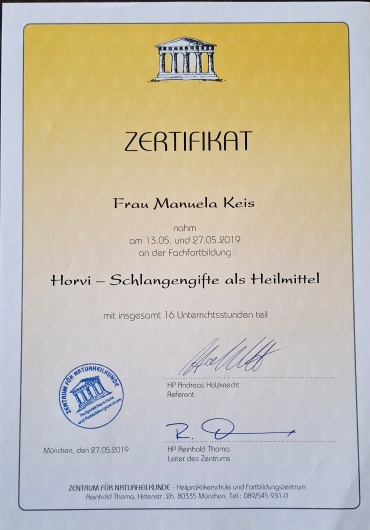 ZERTIFIKAT
Frau Manuela Keis
nahm
am 13.05. und 27.05.2019
an der Fachfortbildung
Horvi – Schlangengifte als Heilmittel
mit insgesamt 16 Unterrichtsstunden teil
HP Andreas Holzknecht
Referent
ZENTRUM FÜR NATURHEILKUNDE
Heilpraktikerschule
und Fortbildungszentrum
München, den 27.05.2019
HP Reinhold Thoma
Leiter des Zentrums
ZENTRUM FÜR NATURHEILKUNDE - Heilpraktikerschule und Fortbildungszentrum
Reinhold Thoma, Hirtenstr. 26, 80335 München, Tel.: 089/545 931-0